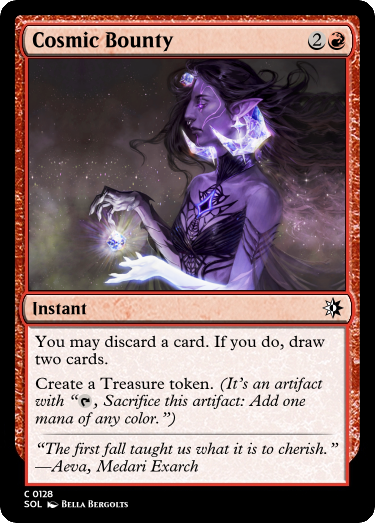 Cosmic Bounty 2
Instant
You may discard a card. If you do, draw
two cards.
Create a Treasure token. (It's an artifact
with “, Sacrifice this artifact: Add one
mana of any color.”)
“The first fall taught us what it is to cherish.”
—Aeva, Medari Exarch
C 0128
SOL Bella Bergolts